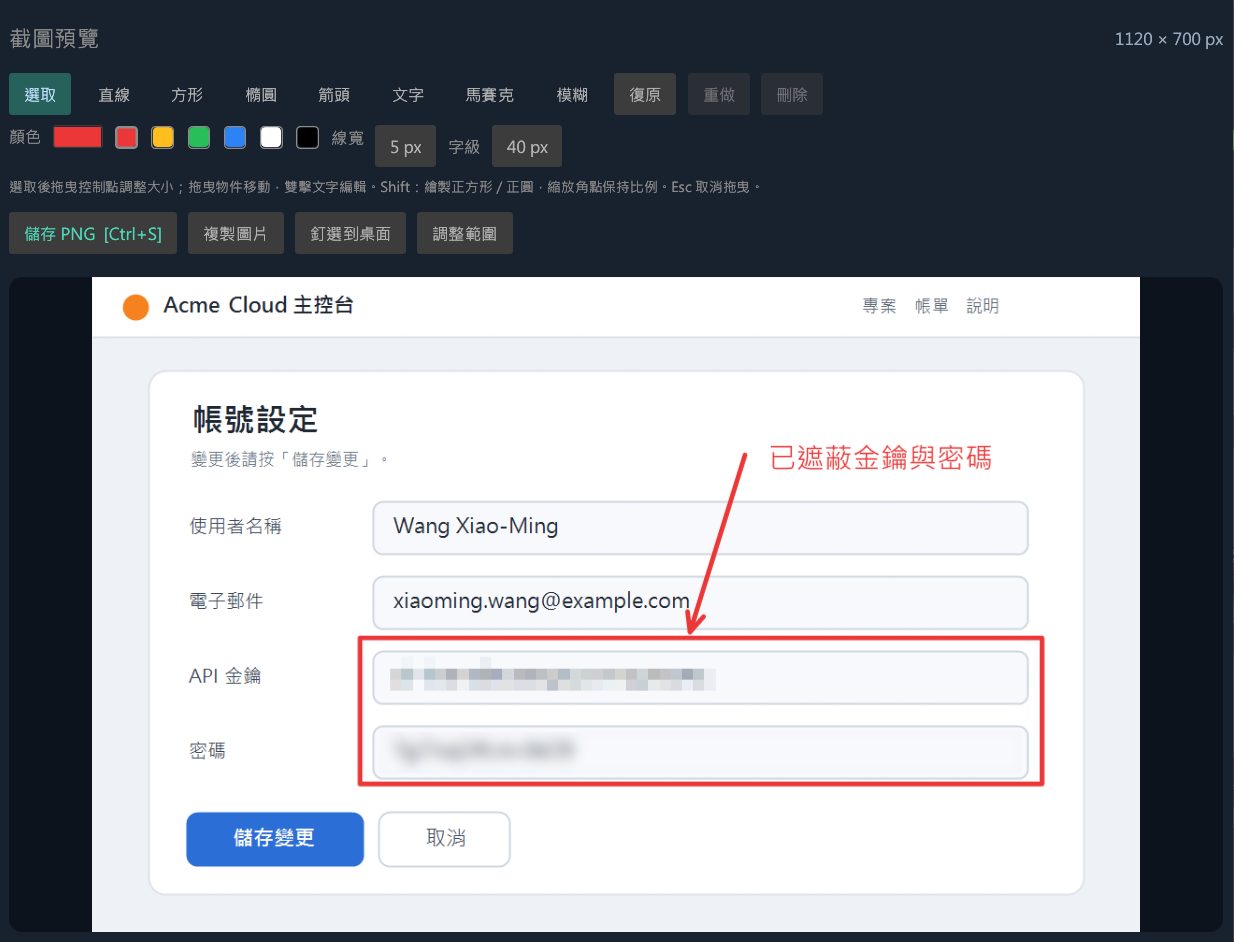 截圖預覽
1120 × 700 px
選取 直線 方形 橢圓 箭頭 文字 馬賽克 模糊 復原 重做 刪除
顏色 線寬 5 px 字級 40 px
選取後拖曳控制點調整大小；拖曳物件移動，雙擊文字編輯。Shift：繪製正方形 / 正圓，縮放角點保持比例。Esc 取消拖曳。
儲存 PNG [Ctrl+S] 複製圖片 釘選到桌面 調整範圍
Acme Cloud 主控台 專案 帳單 說明
帳號設定
變更後請按「儲存變更」。
已遮蔽金鑰與密碼
使用者名稱 Wang Xiao-Ming
電子郵件 xiaoming.wang@example.com
API 金鑰
密碼
儲存變更 取消